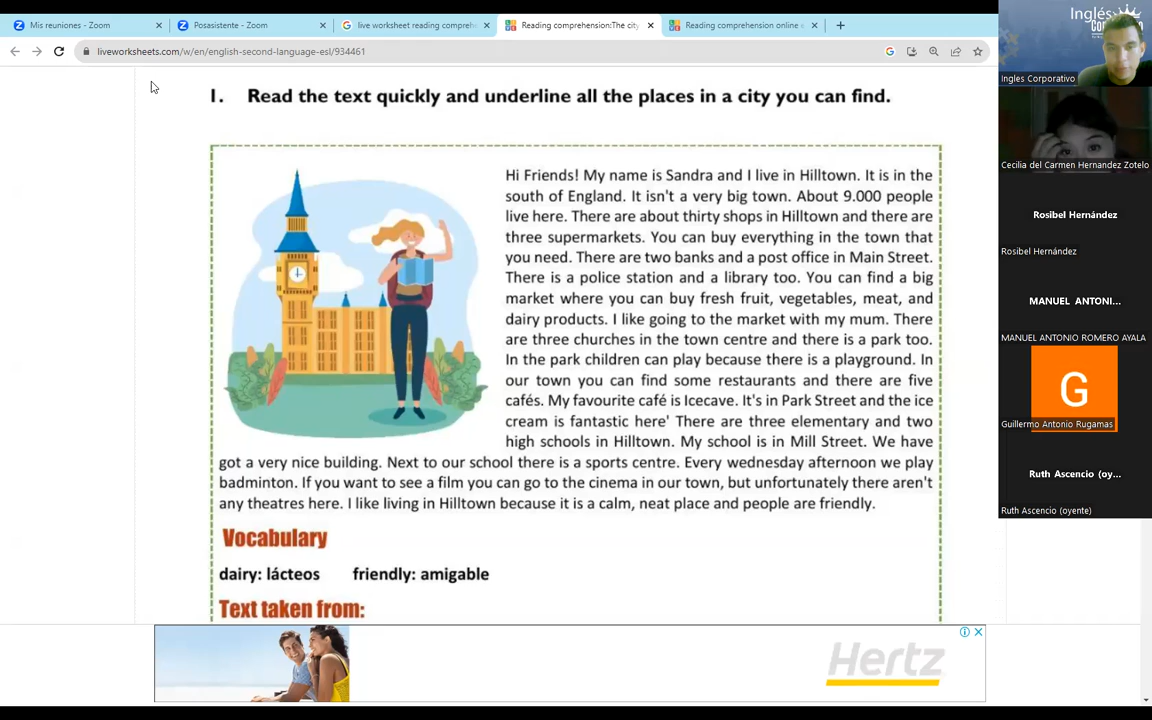 Mis reuniones - Zoom
Posasistente - Zoom
live worksheet reading compreh
Reading comprehension:The city
Reading comprehension online e
liveworksheets.com/w/en/english-second-language-esl/934461
1. Read the text quickly and underline all the places in a city you can find.
Hi Friends! My name is Sandra and I live in Hilltown. It is in the
south of England. It isn't a very big town. About 9.000 people
live here. There are about thirty shops in Hilltown and there are
three supermarkets. You can buy everything in the town that
you need. There are two banks and a post office in Main Street.
There is a police station and a library too. You can find a big
market where you can buy fresh fruit, vegetables, meat, and
dairy products. I like going to the market with my mum. There
are three churches in the town centre and there is a park too.
In the park children can play because there is a playground. In
our town you can find some restaurants and there are five
cafés. My favourite café is Icecave. It's in Park Street and the ice
cream is fantastic here' There are three elementary and two
high schools in Hilltown. My school is in Mill Street. We have
got a very nice building. Next to our school there is a sports centre. Every wednesday afternoon we play
badminton. If you want to see a film you can go to the cinema in our town, but unfortunately there aren't
any theatres here. I like living in Hilltown because it is a calm, neat place and people are friendly.
Vocabulary
dairy: lácteos friendly: amigable
Text taken from:
Hertz
Inglés
Ingles Corporativo
Cecilia del Carmen Hernandez Zotelo
Rosibel Hernández
Rosibel Hernández
MANUEL ANTONI...
MANUEL ANTONIO ROMERO AYALA
G
Guillermo Antonio Rugamas
Ruth Ascencio (oy...
Ruth Ascencio (oyente)